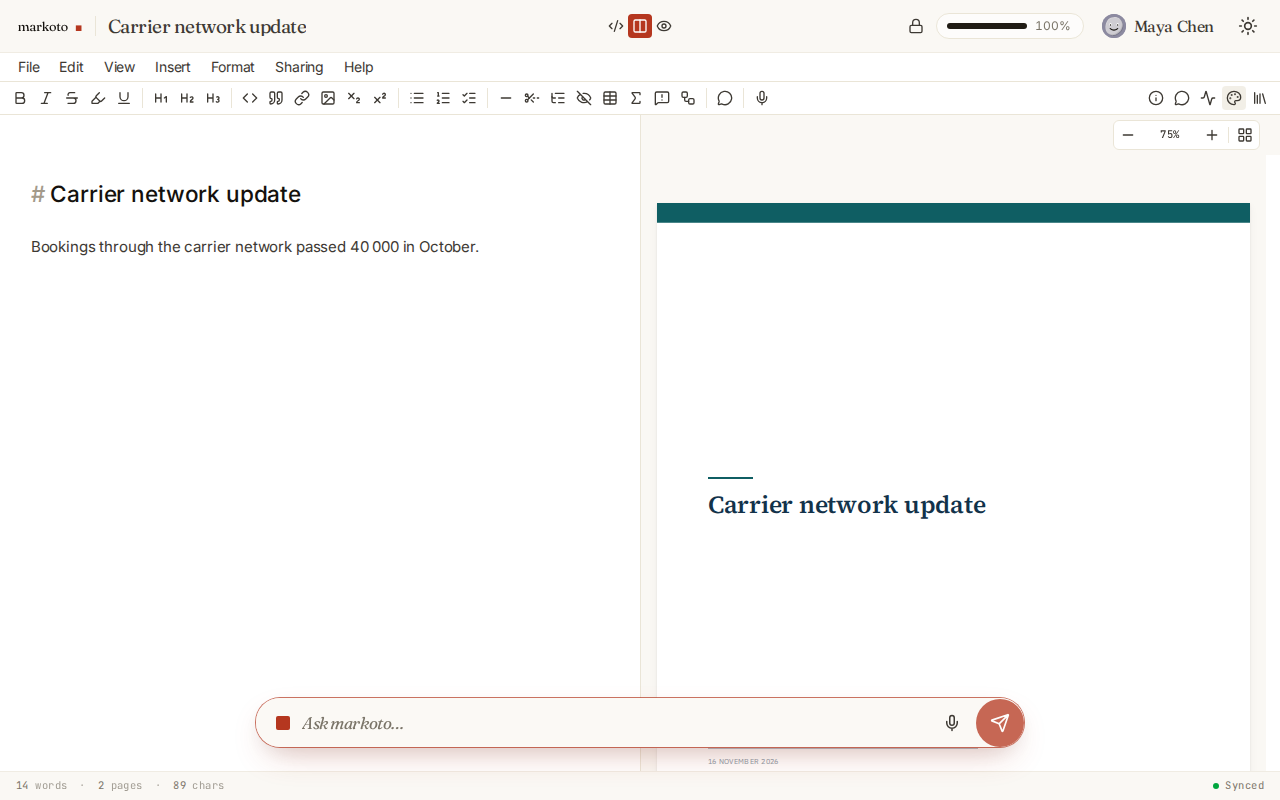 markoto
Carrier network update
100%
Maya Chen
File Edit View Insert Format Sharing Help
H1 H2 H3
75%
# Carrier network update
Bookings through the carrier network passed 40 000 in October.
Carrier network update
Ask markoto...
16 NOVEMBER 2026
14 words · 2 pages · 89 chars
Synced